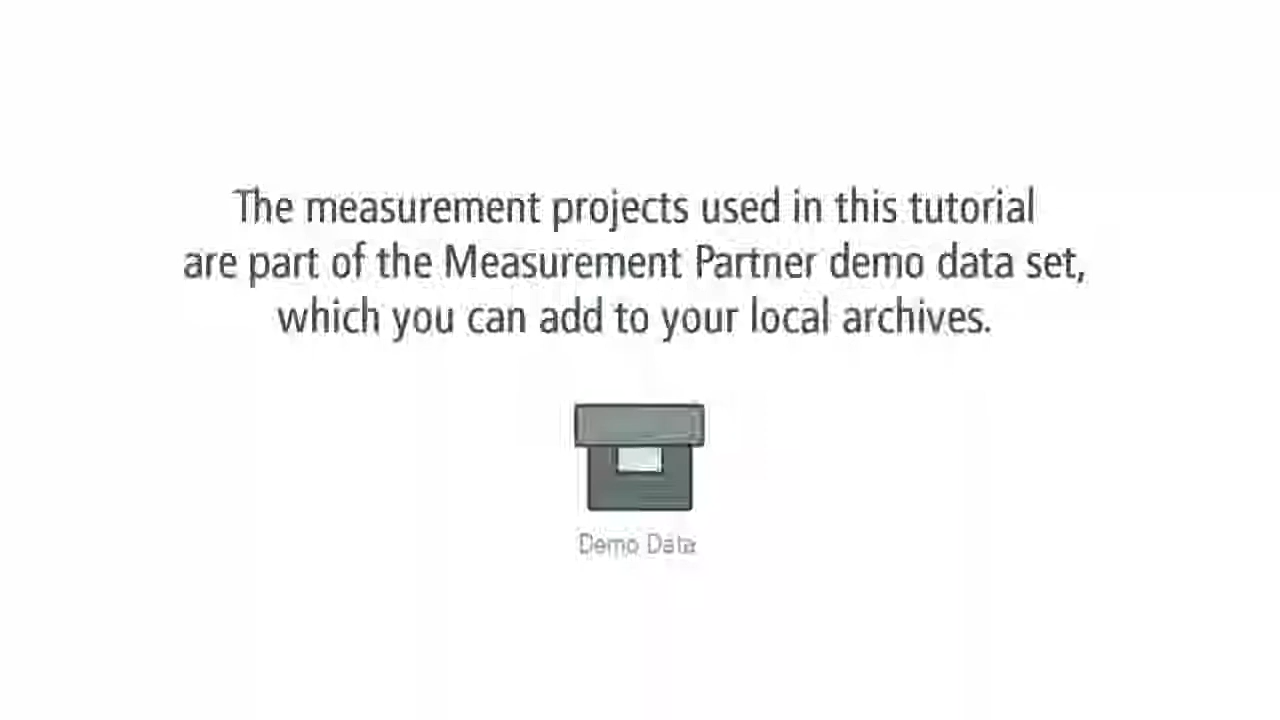 The measurement projects used in this tutorial
are part of the Measurement Partner demo data set,
which you can add to your local archives.
Demo Data